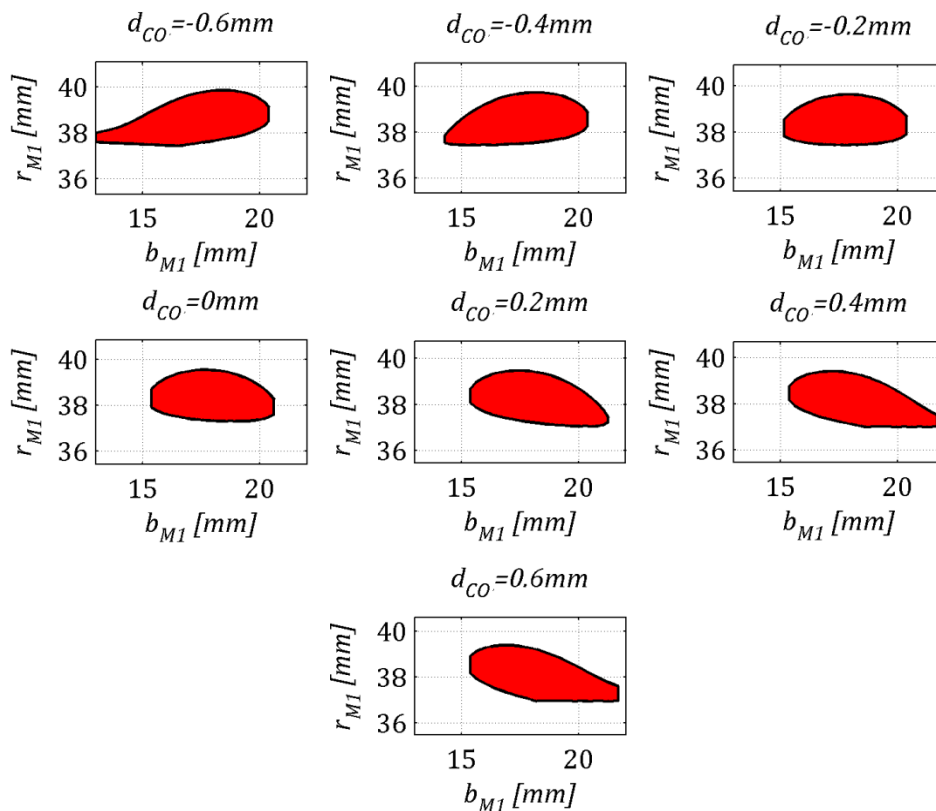 d_CO=-0.6mm
d_CO=-0.4mm
d_CO=-0.2mm
r_M1 [mm]
40
38
36
15 20
b_M1 [mm]
r_M1 [mm]
40
38
36
15 20
b_M1 [mm]
r_M1 [mm]
40
38
36
15 20
b_M1 [mm]
d_CO=0mm
d_CO=0.2mm
d_CO=0.4mm
r_M1 [mm]
40
38
36
15 20
b_M1 [mm]
r_M1 [mm]
40
38
36
15 20
b_M1 [mm]
r_M1 [mm]
40
38
36
15 20
b_M1 [mm]
d_CO=0.6mm
r_M1 [mm]
40
38
36
15 20
b_M1 [mm]